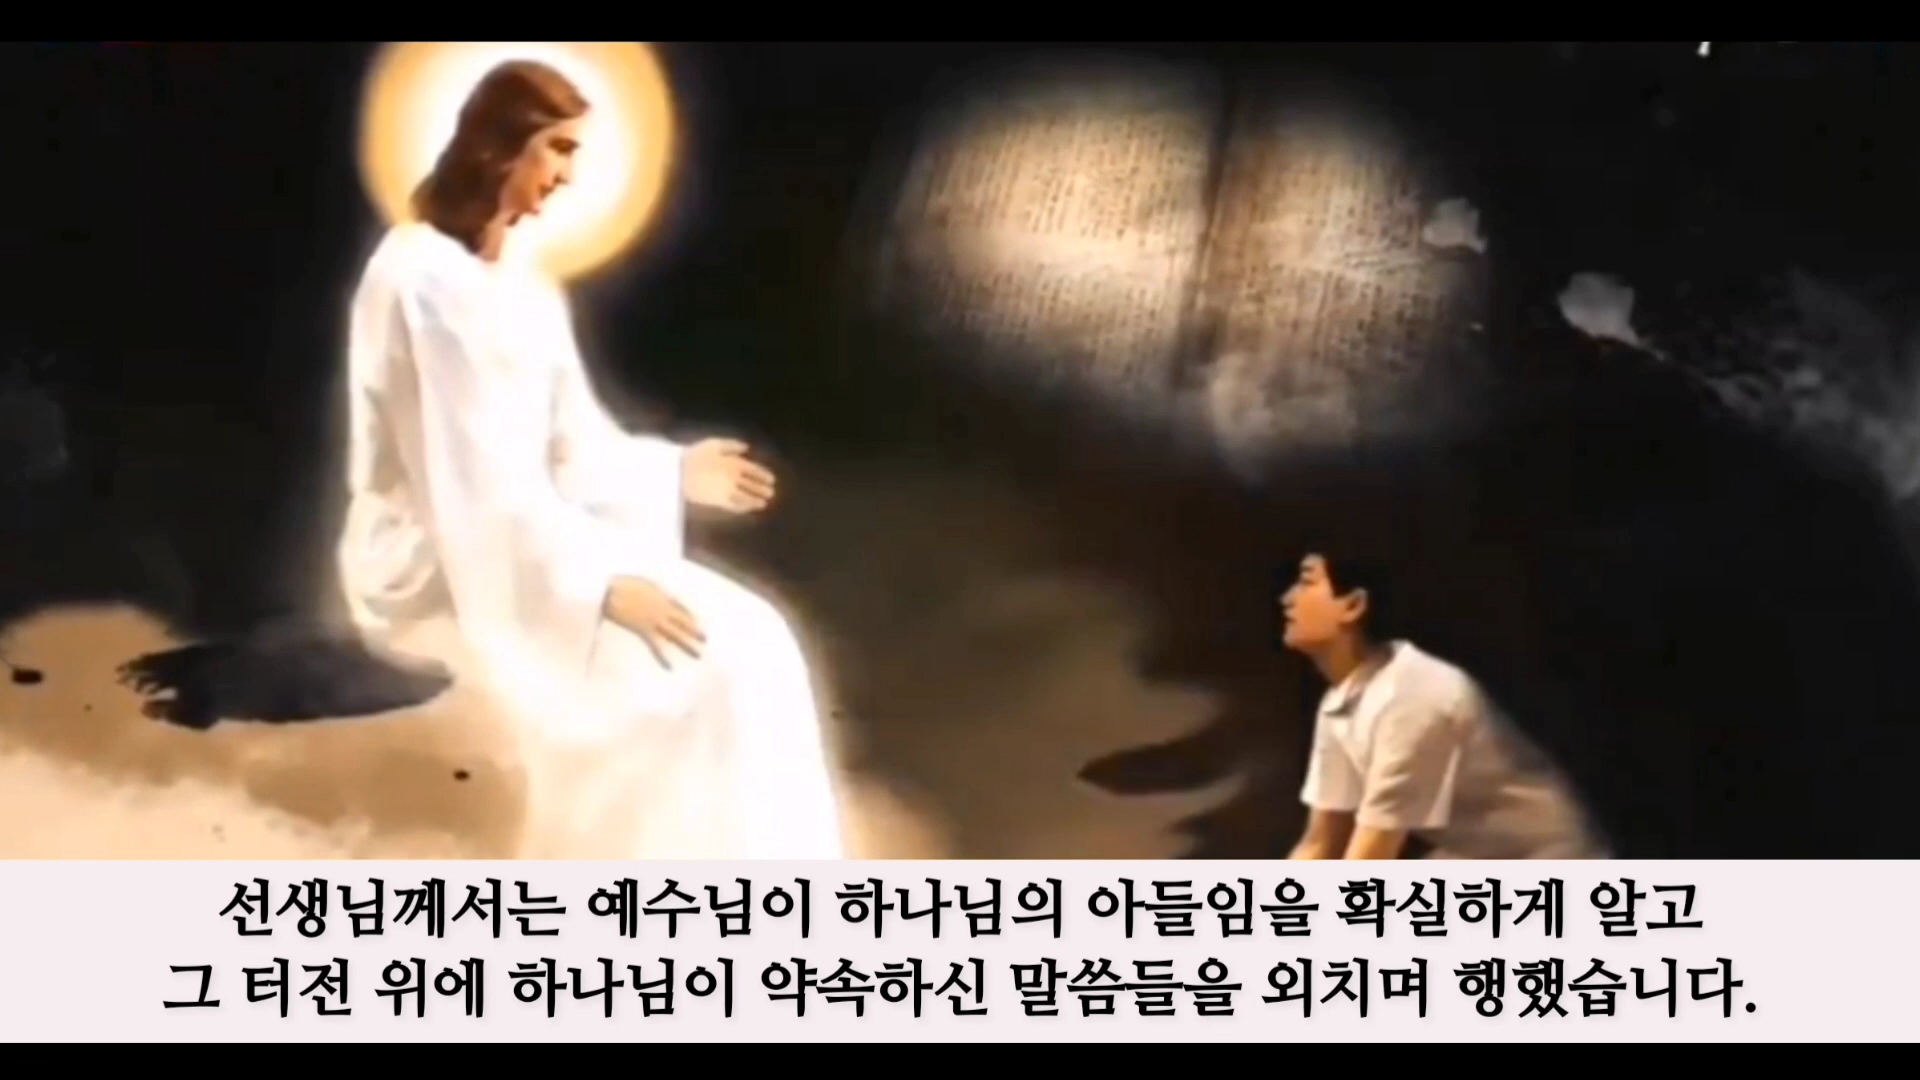 선생님께서는 예수님이 하나님의 아들임을 확실하게 알고
그 터전 위에 하나님이 약속하신 말씀들을 외치며 행했습니다.